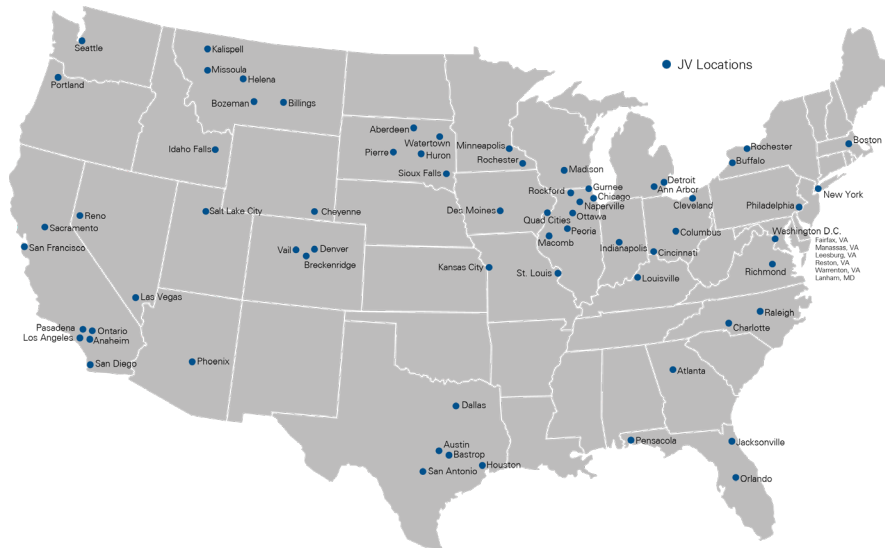 JV Locations
Seattle
Kalispell
Missoula
Helena
Portland
Bozeman
Billings
Idaho Falls
Aberdeen
Watertown
Pierre
Huron
Sioux Falls
Minneapolis
Rochester
Madison
Rochester
Buffalo
Boston
Detroit
Ann Arbor
Gurnee
Rockford
Chicago
Naperville
Cleveland
New York
Reno
Salt Lake City
Cheyenne
Des Moines
Quad Cities
Ottawa
Philadelphia
Sacramento
Peoria
Macomb
Columbus
Washington D.C.
Fairfax, VA
Manassas, VA
Leesburg, VA
Reston, VA
Warrenton, VA
Lanham, MD
San Francisco
Vail
Denver
Breckenridge
Indianapolis
Cincinnati
Kansas City
St. Louis
Louisville
Richmond
Las Vegas
Raleigh
Pasadena
Ontario
Los Angeles
Anaheim
Charlotte
San Diego
Phoenix
Atlanta
Dallas
Austin
Bastrop
Pensacola
Jacksonville
Houston
San Antonio
Orlando